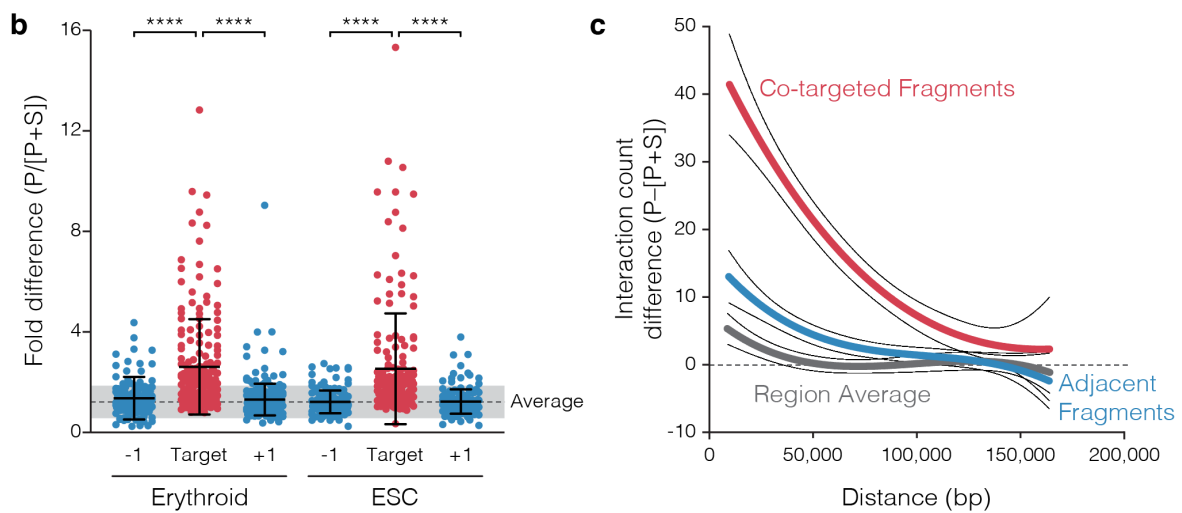 b
Fold difference (P/[P+S])
16
12
8
4
0
**** ****
**** ****
Average
-1 Target +1
-1 Target +1
Erythroid
ESC
c
Interaction count
difference (P–[P+S])
50
40
30
20
10
0
-10
Co-targeted Fragments
Region Average
Adjacent
Fragments
0 50,000 100,000 150,000 200,000
Distance (bp)